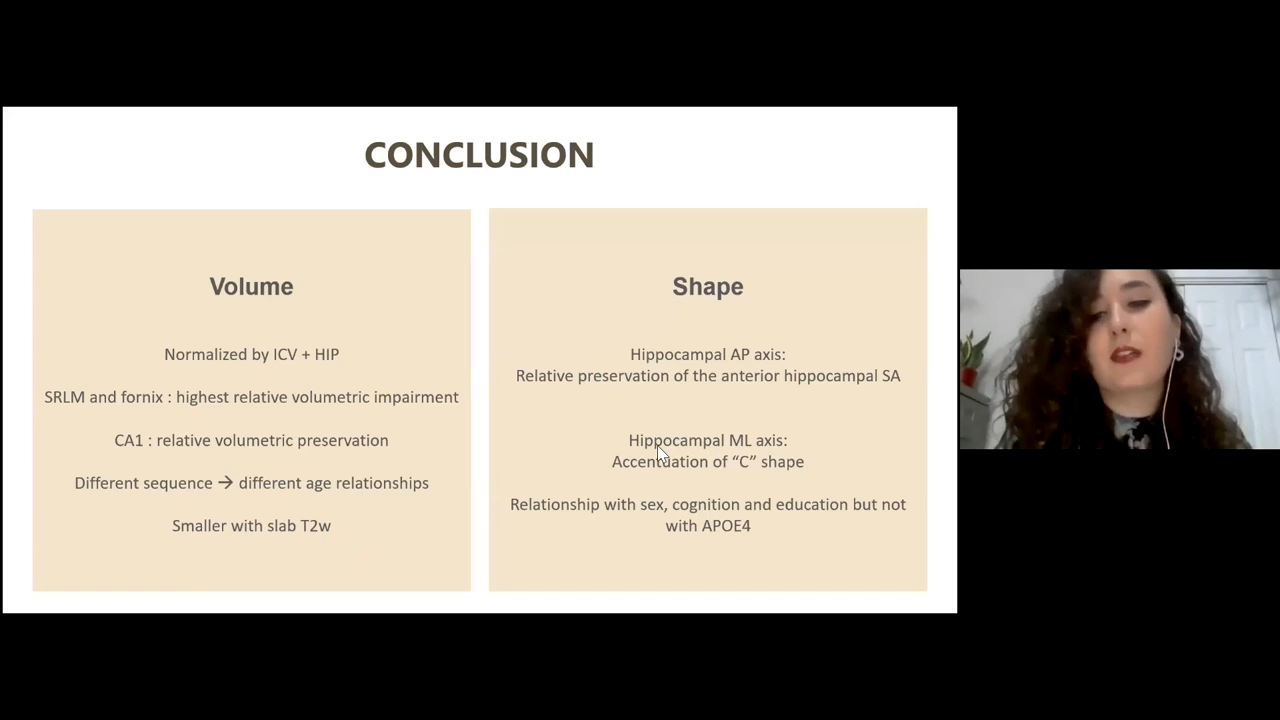 CONCLUSION
Volume
Normalized by ICV + HIP
SRLM and fornix : highest relative volumetric impairment
CA1 : relative volumetric preservation
Different sequence → different age relationships
Smaller with slab T2w
Shape
Hippocampal AP axis:
Relative preservation of the anterior hippocampal SA
Hippocampal ML axis:
Accentuation of “C” shape
Relationship with sex, cognition and education but not
with APOE4